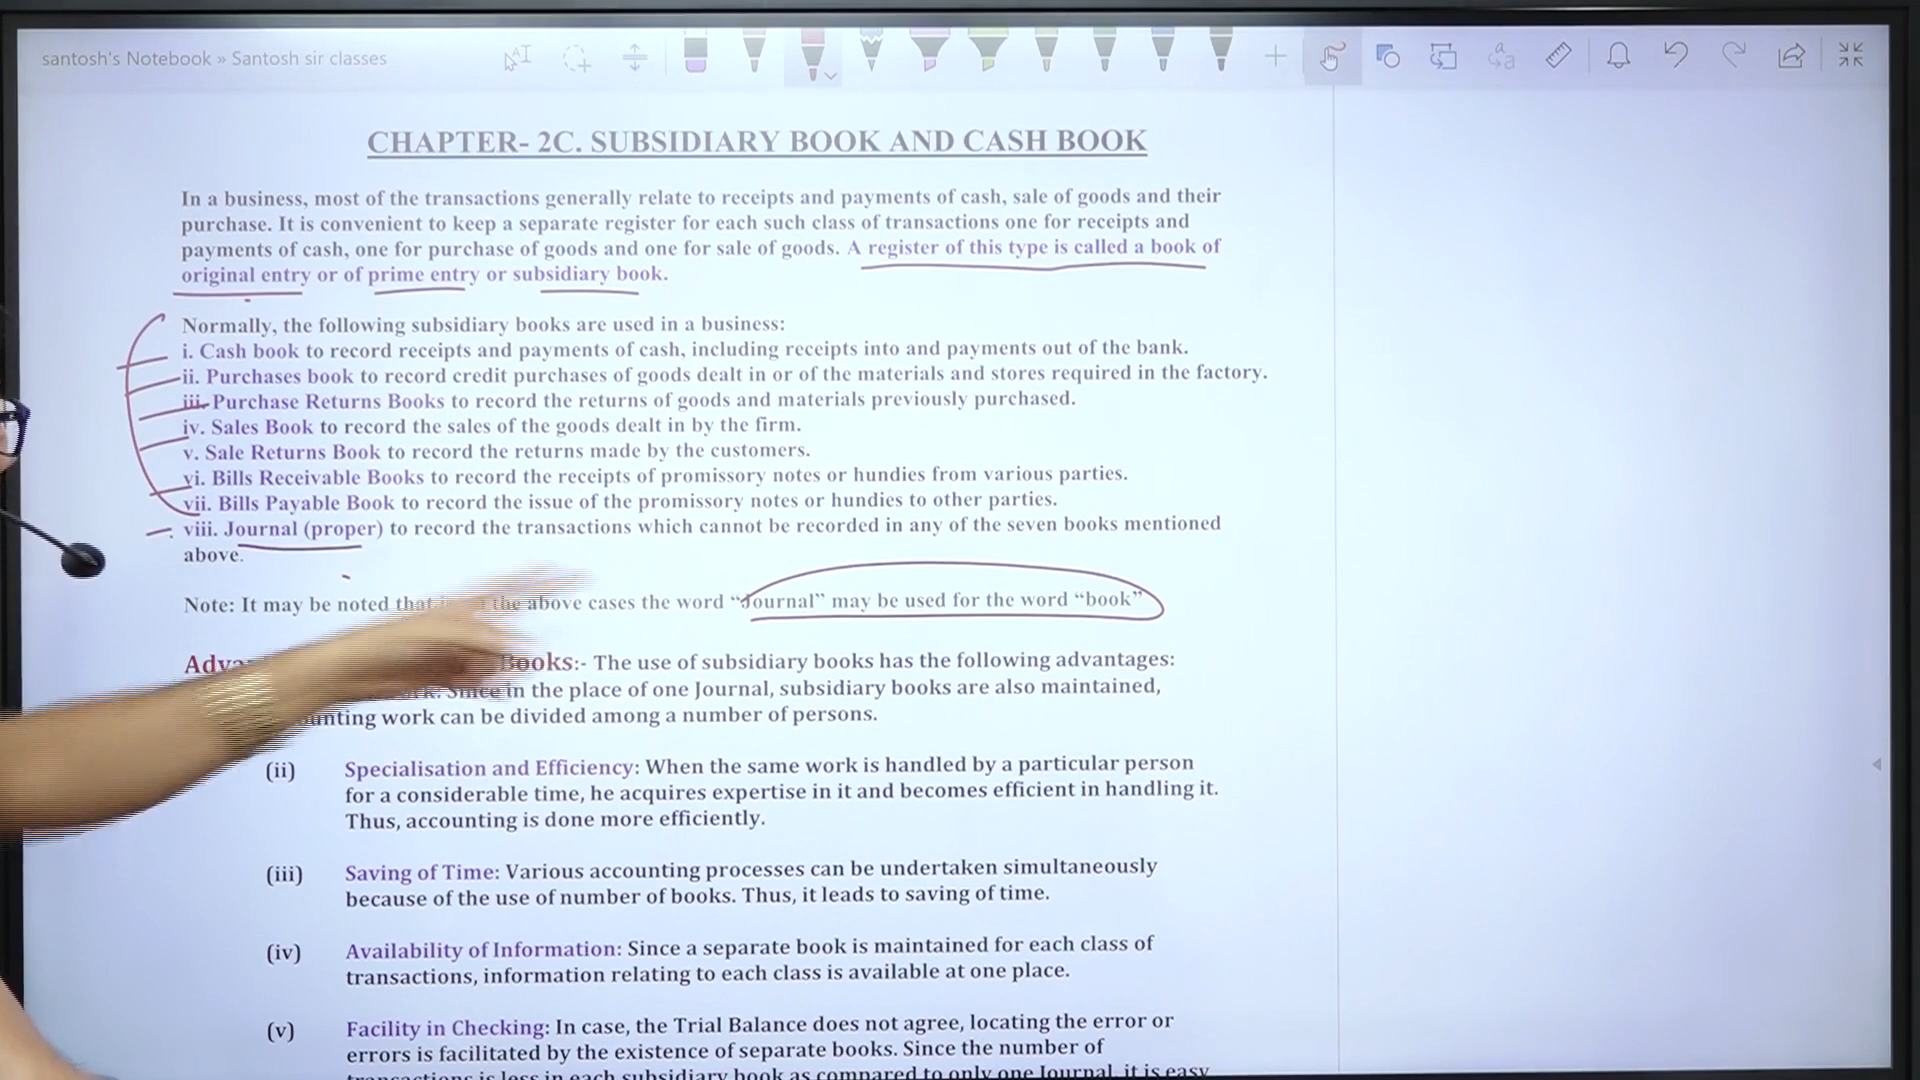 santosh's Notebook » Santosh sir classes
CHAPTER- 2C. SUBSIDIARY BOOK AND CASH BOOK
In a business, most of the transactions generally relate to receipts and payments of cash, sale of goods and their
purchase. It is convenient to keep a separate register for each such class of transactions one for receipts and
payments of cash, one for purchase of goods and one for sale of goods. A register of this type is called a book of
original entry or of prime entry or subsidiary book.
Normally, the following subsidiary books are used in a business:
i. Cash book to record receipts and payments of cash, including receipts into and payments out of the bank.
ii. Purchases book to record credit purchases of goods dealt in or of the materials and stores required in the factory.
iii. Purchase Returns Books to record the returns of goods and materials previously purchased.
iv. Sales Book to record the sales of the goods dealt in by the firm.
v. Sale Returns Book to record the returns made by the customers.
vi. Bills Receivable Books to record the receipts of promissory notes or hundies from various parties.
vii. Bills Payable Book to record the issue of the promissory notes or hundies to other parties.
viii. Journal (proper) to record the transactions which cannot be recorded in any of the seven books mentioned
above.
Note: It may be noted that the above cases the word “Journal” may be used for the word “book”
Books:- The use of subsidiary books has the following advantages:
Since in the place of one Journal, subsidiary books are also maintained,
work can be divided among a number of persons.
(ii) Specialisation and Efficiency: When the same work is handled by a particular person
for a considerable time, he acquires expertise in it and becomes efficient in handling it.
Thus, accounting is done more efficiently.
(iii) Saving of Time: Various accounting processes can be undertaken simultaneously
because of the use of number of books. Thus, it leads to saving of time.
(iv) Availability of Information: Since a separate book is maintained for each class of
transactions, information relating to each class is available at one place.
(v) Facility in Checking: In case, the Trial Balance does not agree, locating the error or
errors is facilitated by the existence of separate books. Since the number of
transactions is less in each subsidiary book as compared to only one Journal, it is easy